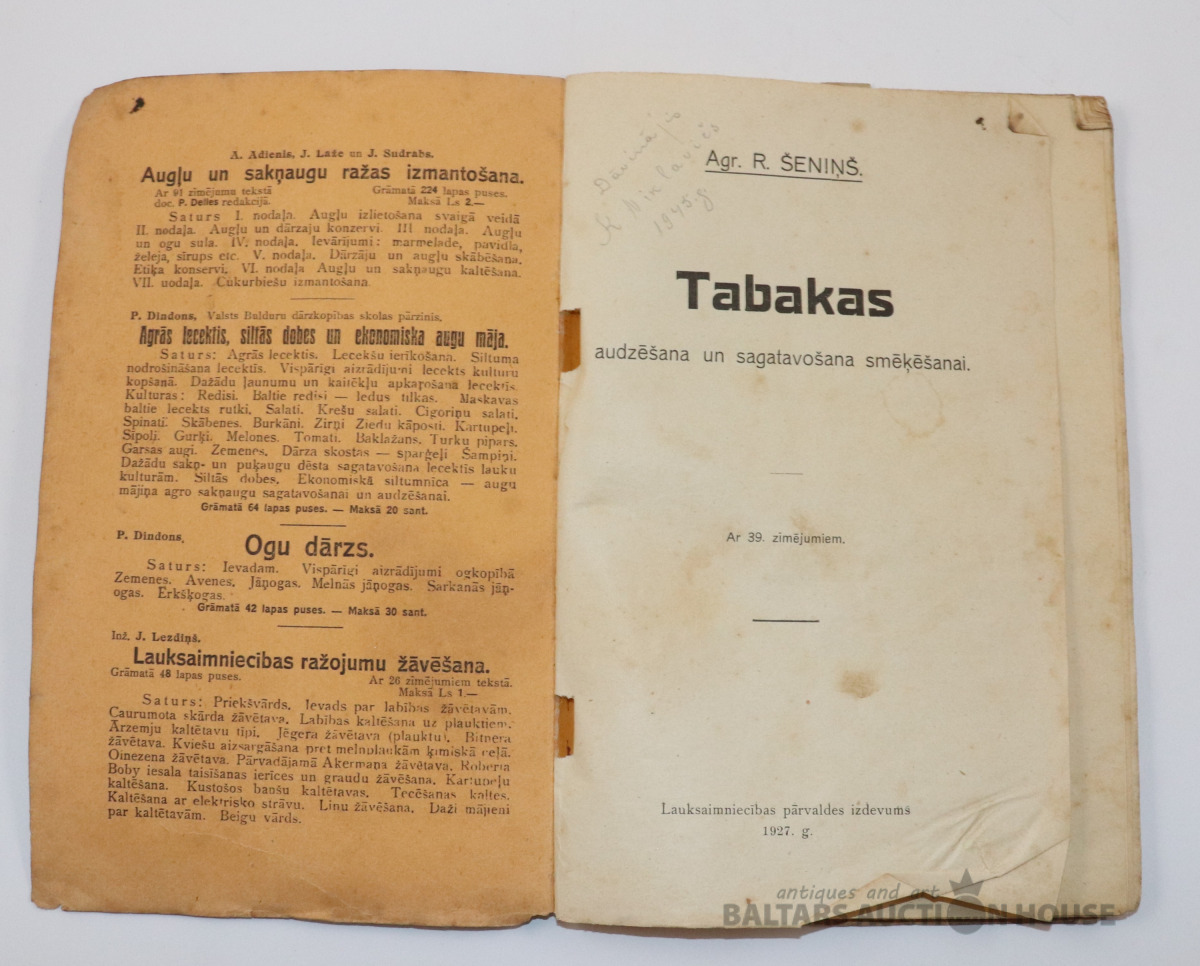 A. Adienis, J. Laže un J. Sudrabs.
Augļu un sakņaugu ražas izmantošana.
Ar 91 zimējumu tekstā Grāmatā 224 lapas puses.
doc. P. Delles redakcijā. Maksā Ls 2.—
Saturs I. nodaļa. Augļu izlietošana svaigā veidā
II. nodaļa. Augļu un dārzaju konzervi. III nodaļa. Augļu
un ogu sula. IV. nodaļa. Ievārījumi: marmelade, pavidla,
želeja, sīrups etc. V. nodaļa. Dārzāju un augļu skābēšana.
Etiķa konservi. VI. nodaļa Augļu un sakņaugu kaltēšana.
VII. uodaļa. Cukurbiešu izmantošana
P. Dindons, Valsts Balduru dārzkopības skolas pārzinis.
Agrās lecektis, siltās dobes un ekonomiska augu māja.
Saturs: Agrās lecektis. Lecekšu ierīkošana. Siltuma
nodrošināšana lecektīs. Vispārīgi aizrādījumi lecekts kulturu
kopšanā. Dažādu ļaunumu un kaitēkļu apkaŗošana lecektīs.
Kulturas: Redisi. Baltie redisi — ledus tilkas. Maskavas
baltie lecekts rutki. Salati. Krešu salati. Cigoriņu salati.
Spinati. Skābenes. Burkāni. Zirņi Ziedu kāposti. Kartupeļi.
Sīpoli. Gurķi. Melones. Tomati. Baklažans. Turku pipars.
Garšas augi. Zemenes. Dārza skostas — sparģeļi Šampiņi.
Dažādu sakņ- un puķaugu dēsta sagatavošana lecektīs lauku
kulturām. Siltās dobes. Ekonomiskā siltumnica — augu
mājiņa agro sakņaugu sagatavošanai un audzēšanai.
Grāmatā 64 lapas puses. — Maksā 20 sant.
P. Dindons.
Ogu dārzs.
Saturs: Ievadam. Vispārīgi aizrādījumi ogkopībā
Zemenes. Avenes. Jāņogas. Melnās jāņogas. Sarkanās jāņ-
ogas. Erkšķogas.
Grāmatā 42 lapas puses. — Maksā 30 sant.
Inž. J. Lezdiņš.
Lauksaimniecības ražojumu žāvēšana.
Grāmatā 48 lapas puses. Ar 26 zīmējumiem tekstā.
Maksā Ls 1.—
Saturs: Priekšvārds. Ievads par labības žāvētavām.
Caurumota skārda žāvētava. Labības kaltēšana uz plauktiem.
Ārzemju kaltētavu tipi. Jēgera žāvētava (plauktu). Bitnera
žāvētava. Kviešu aizsargāšana pret melnplaukām ķīmiskā ceļā.
Omezena žāvētava. Pārvadājamā Akermaņa žāvētava. Roberta
Boby iesala taisīšanas ierīces un graudu žāvēšana. Kartupeļu
kaltēšana. Kustošos banšu kaltētavas. Tecēšanas kaltes.
Kaltēšana ar elektrisko strāvu. Linu žāvēšana. Daži mājieni
par kaltētavām. Beigu vārds.
Dāvinājis
K Miklavičs
1945.g
Agr. R. ŠENIŅŠ.
Tabakas
audzēšana un sagatavošana smēķēšanai.
Ar 39. zimējumiem.
Lauksaimniecības pārvaldes izdevums
1927. g.
antiques and art
BALTARS AUCTION HOUSE